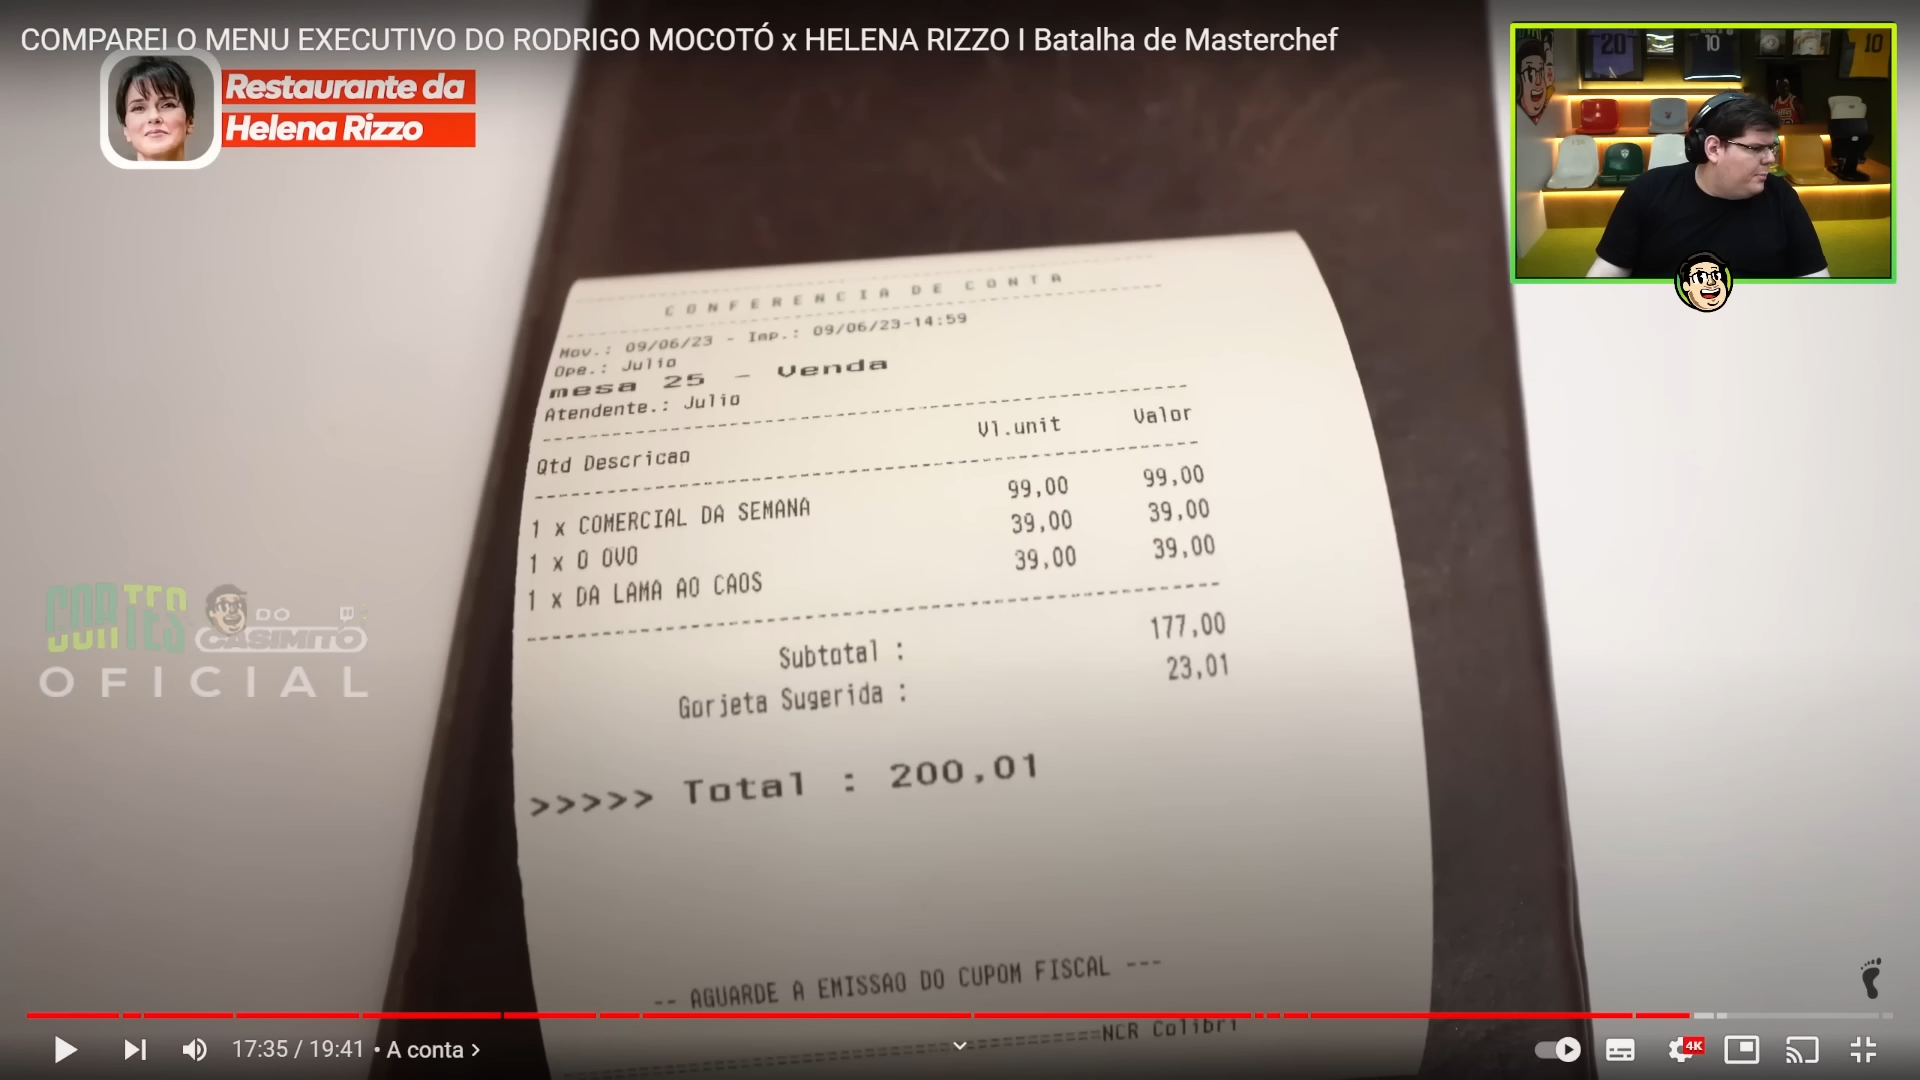 COMPAREI O MENU EXECUTIVO DO RODRIGO MOCOTÓ x HELENA RIZZO I Batalha de Masterchef
Restaurante da
Helena Rizzo
20
10
10
CONFERENCIA DE CONTA
Mov.: 09/06/23 - Imp.: 09/06/23-14:59
Ope.: Julio
mesa 25 - Venda
Atendente.: Julio
Qtd Descricao Vl.unit Valor
1 x COMERCIAL DA SEMANA 99,00 99,00
1 x O OVO 39,00 39,00
1 x DA LAMA AO CAOS 39,00 39,00
Subtotal : 177,00
Gorjeta Sugerida : 23,01
>>>>> Total : 200,01
-- AGUARDE A EMISSAO DO CUPOM FISCAL ---
NCR Colibri
CORTES DO CASIMITO
OFICIAL
17:35 / 19:41 • A conta
4K